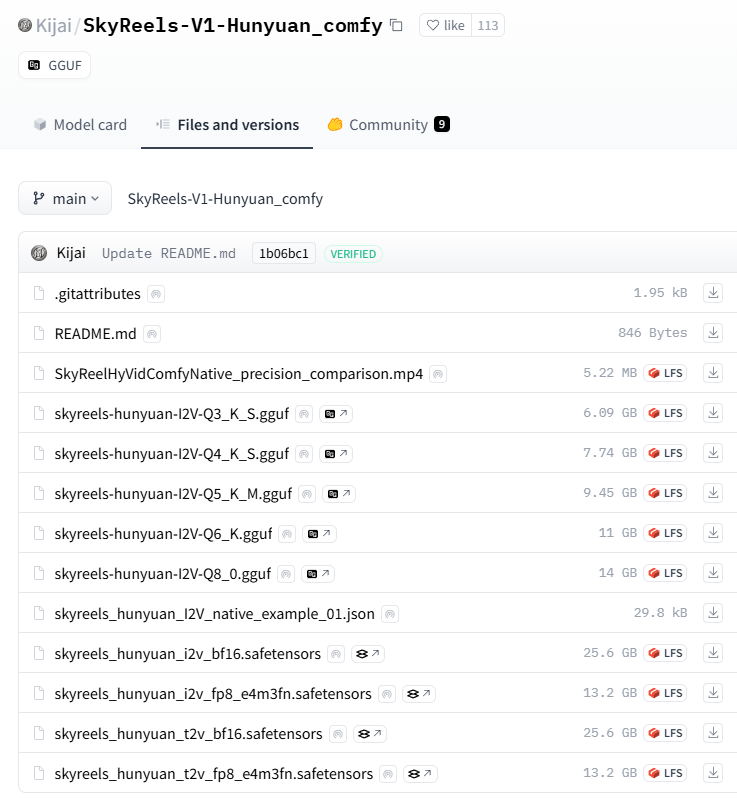 Kijai/SkyReels-V1-Hunyuan_comfy like 113
GGUF
Model card Files and versions Community 9
main SkyReels-V1-Hunyuan_comfy
Kijai Update README.md 1b06bc1 VERIFIED
.gitattributes 1.95 kB
README.md 846 Bytes
SkyReelHyVidComfyNative_precision_comparison.mp4 5.22 MB LFS
skyreels-hunyuan-I2V-Q3_K_S.gguf 6.09 GB LFS
skyreels-hunyuan-I2V-Q4_K_S.gguf 7.74 GB LFS
skyreels-hunyuan-I2V-Q5_K_M.gguf 9.45 GB LFS
skyreels-hunyuan-I2V-Q6_K.gguf 11 GB LFS
skyreels-hunyuan-I2V-Q8_0.gguf 14 GB LFS
skyreels_hunyuan_I2V_native_example_01.json 29.8 kB
skyreels_hunyuan_i2v_bf16.safetensors 25.6 GB LFS
skyreels_hunyuan_i2v_fp8_e4m3fn.safetensors 13.2 GB LFS
skyreels_hunyuan_t2v_bf16.safetensors 25.6 GB LFS
skyreels_hunyuan_t2v_fp8_e4m3fn.safetensors 13.2 GB LFS